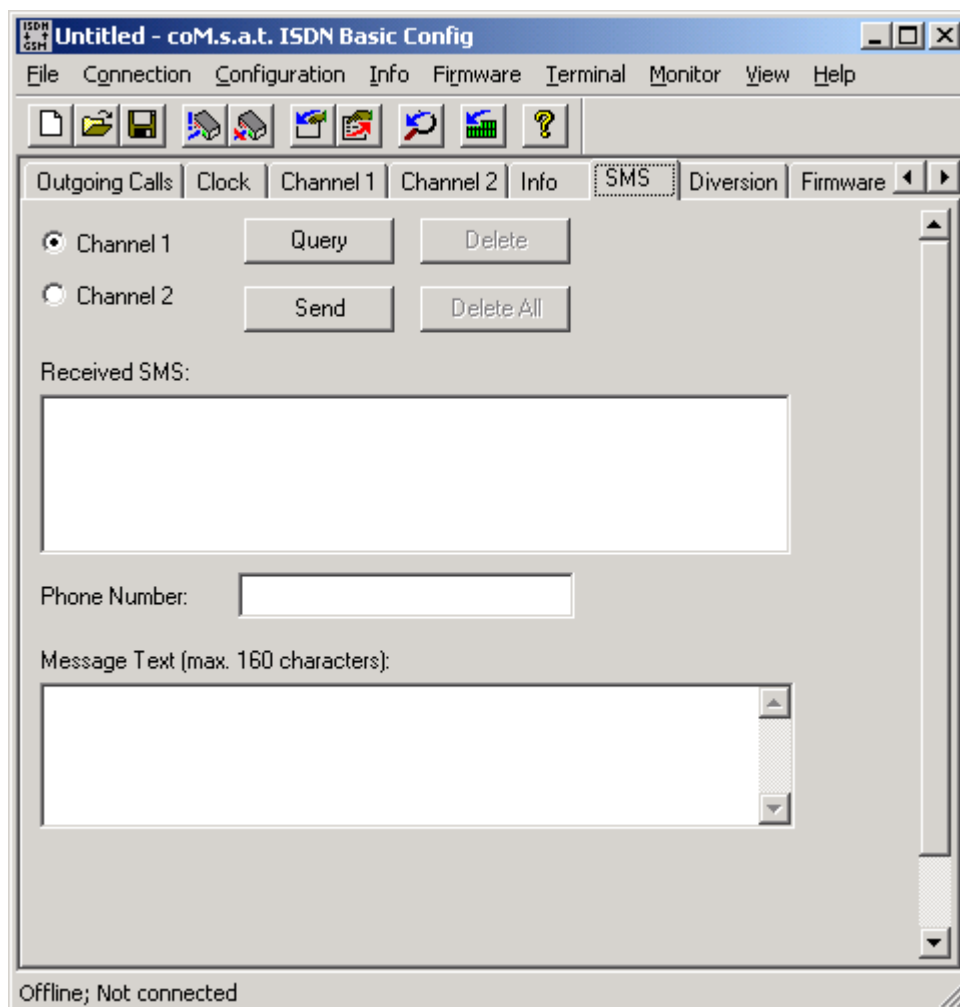 ISDN
GSM
Untitled - coM.s.a.t. ISDN Basic Config
File Connection Configuration Info Firmware Terminal Monitor View Help
Outgoing Calls Clock Channel 1 Channel 2 Info SMS Diversion Firmware
Channel 1 Query Delete
Channel 2 Send Delete All
Received SMS:
Phone Number:
Message Text (max. 160 characters):
Offline; Not connected